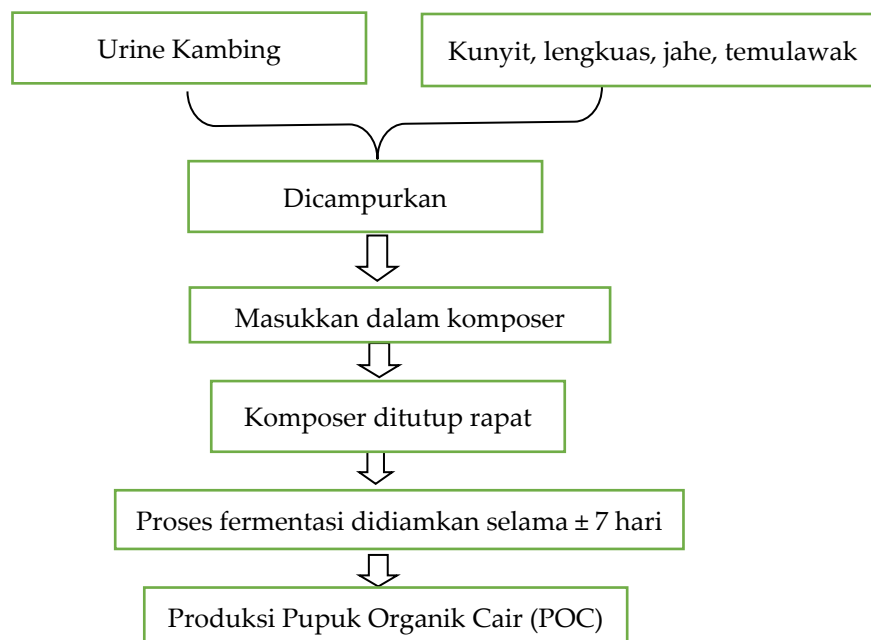 Urine Kambing
Kunyit, lengkuas, jahe, temulawak
Dicampurkan
Masukkan dalam komposer
Komposer ditutup rapat
Proses fermentasi didiamkan selama ± 7 hari
Produksi Pupuk Organik Cair (POC)